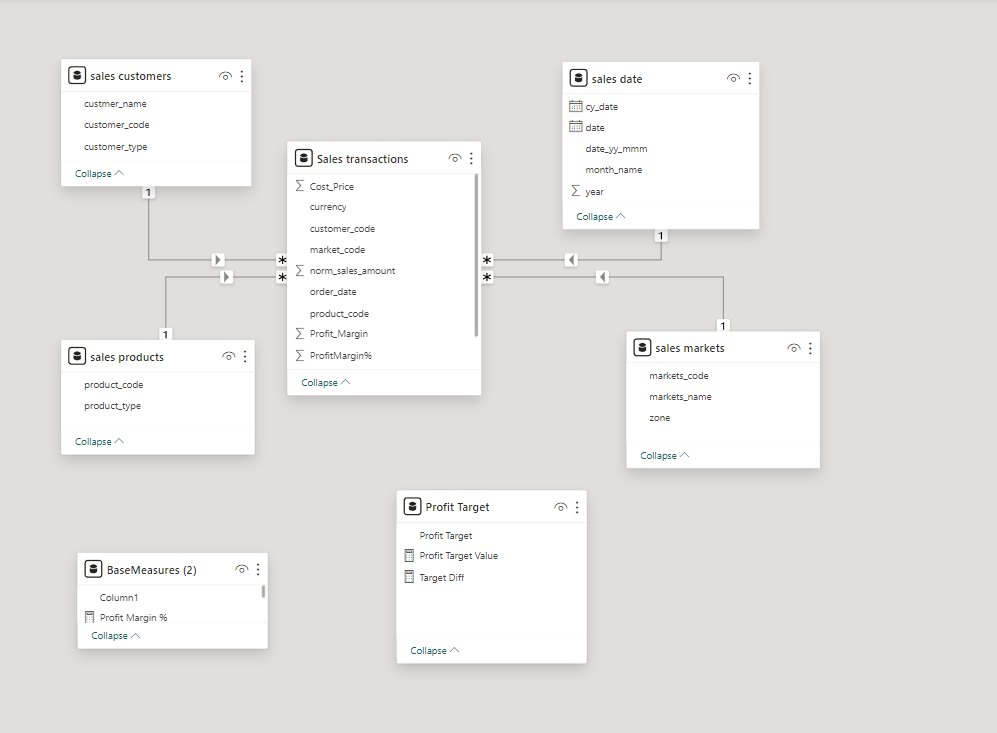 sales customers
custmer_name
customer_code
customer_type
Collapse
1
sales date
cy_date
date
date_yy_mmm
month_name
year
Collapse
1
Sales transactions
Cost_Price
currency
customer_code
market_code
norm_sales_amount
order_date
product_code
Profit_Margin
ProfitMargin%
Collapse
*
*
*
*
1
sales products
product_code
product_type
Collapse
1
sales markets
markets_code
markets_name
zone
Collapse
Profit Target
Profit Target
Profit Target Value
Target Diff
Collapse
BaseMeasures (2)
Column1
Profit Margin %
Collapse